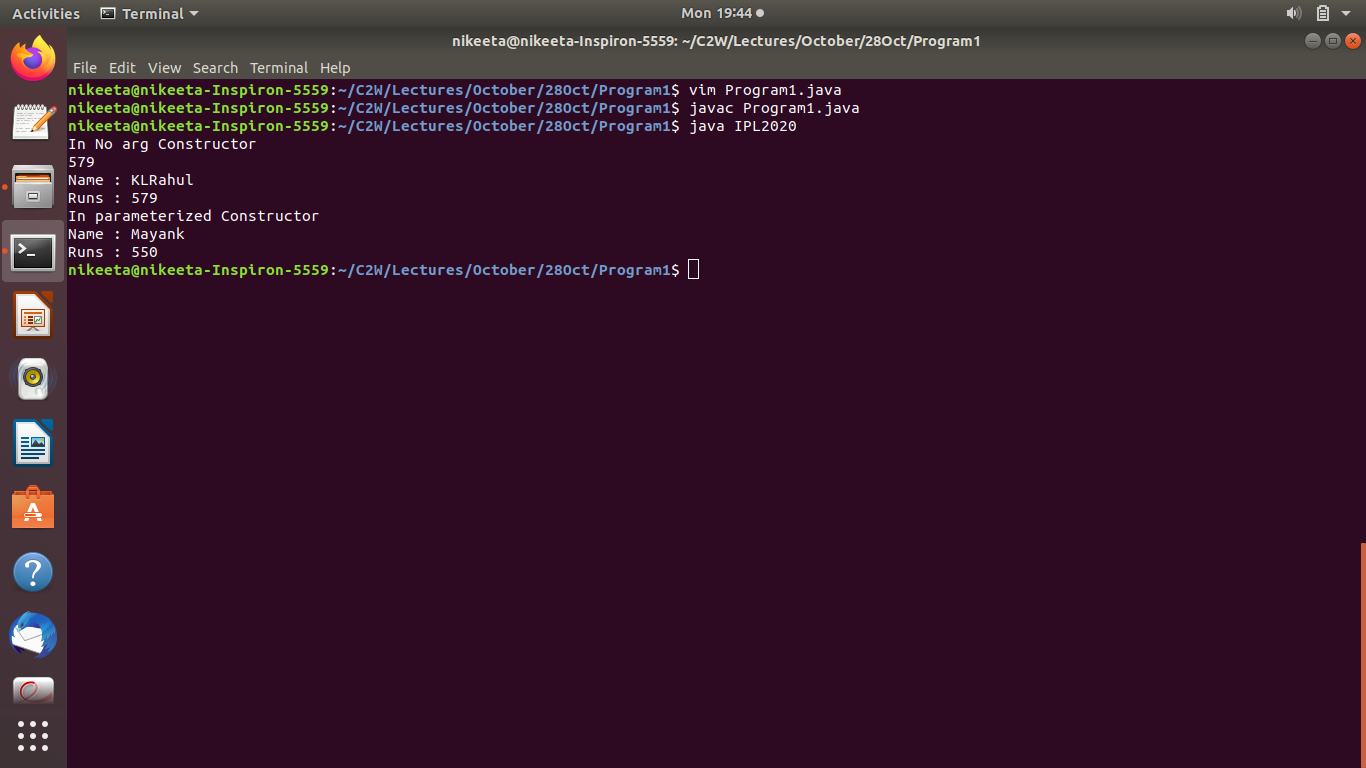 Activities Terminal Mon 19:44
nikeeta@nikeeta-Inspiron-5559: ~/C2W/Lectures/October/28Oct/Program1
File Edit View Search Terminal Help
nikeeta@nikeeta-Inspiron-5559:~/C2W/Lectures/October/28Oct/Program1$ vim Program1.java
nikeeta@nikeeta-Inspiron-5559:~/C2W/Lectures/October/28Oct/Program1$ javac Program1.java
nikeeta@nikeeta-Inspiron-5559:~/C2W/Lectures/October/28Oct/Program1$ java IPL2020
In No arg Constructor
579
Name : KLRahul
Runs : 579
In parameterized Constructor
Name : Mayank
Runs : 550
nikeeta@nikeeta-Inspiron-5559:~/C2W/Lectures/October/28Oct/Program1$